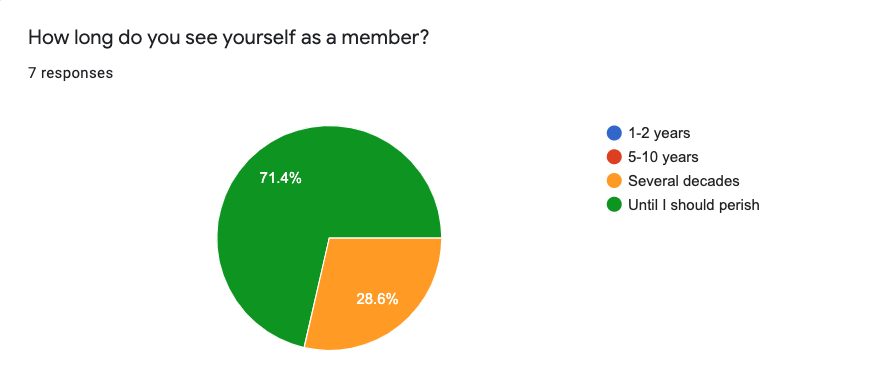 How long do you see yourself as a member?
7 responses
71.4%
28.6%
1-2 years
5-10 years
Several decades
Until I should perish